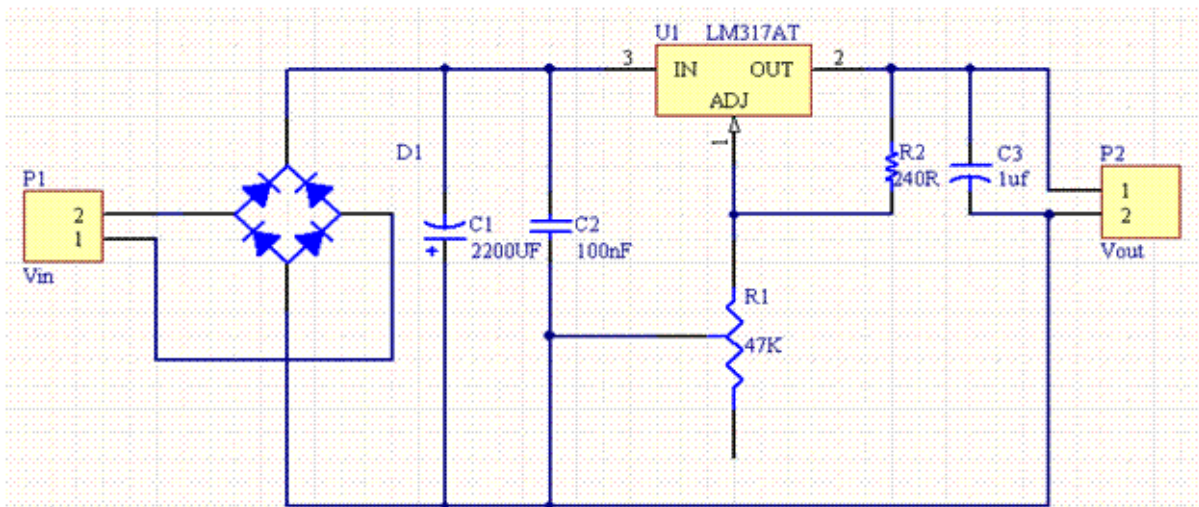 U1 LM317AT
3 IN OUT 2
ADJ
1
D1
R2
240R
C3
1uf
P2
1
2
Vout
P1
2
1
Vin
C1
2200UF
+
C2
100nF
R1
47K